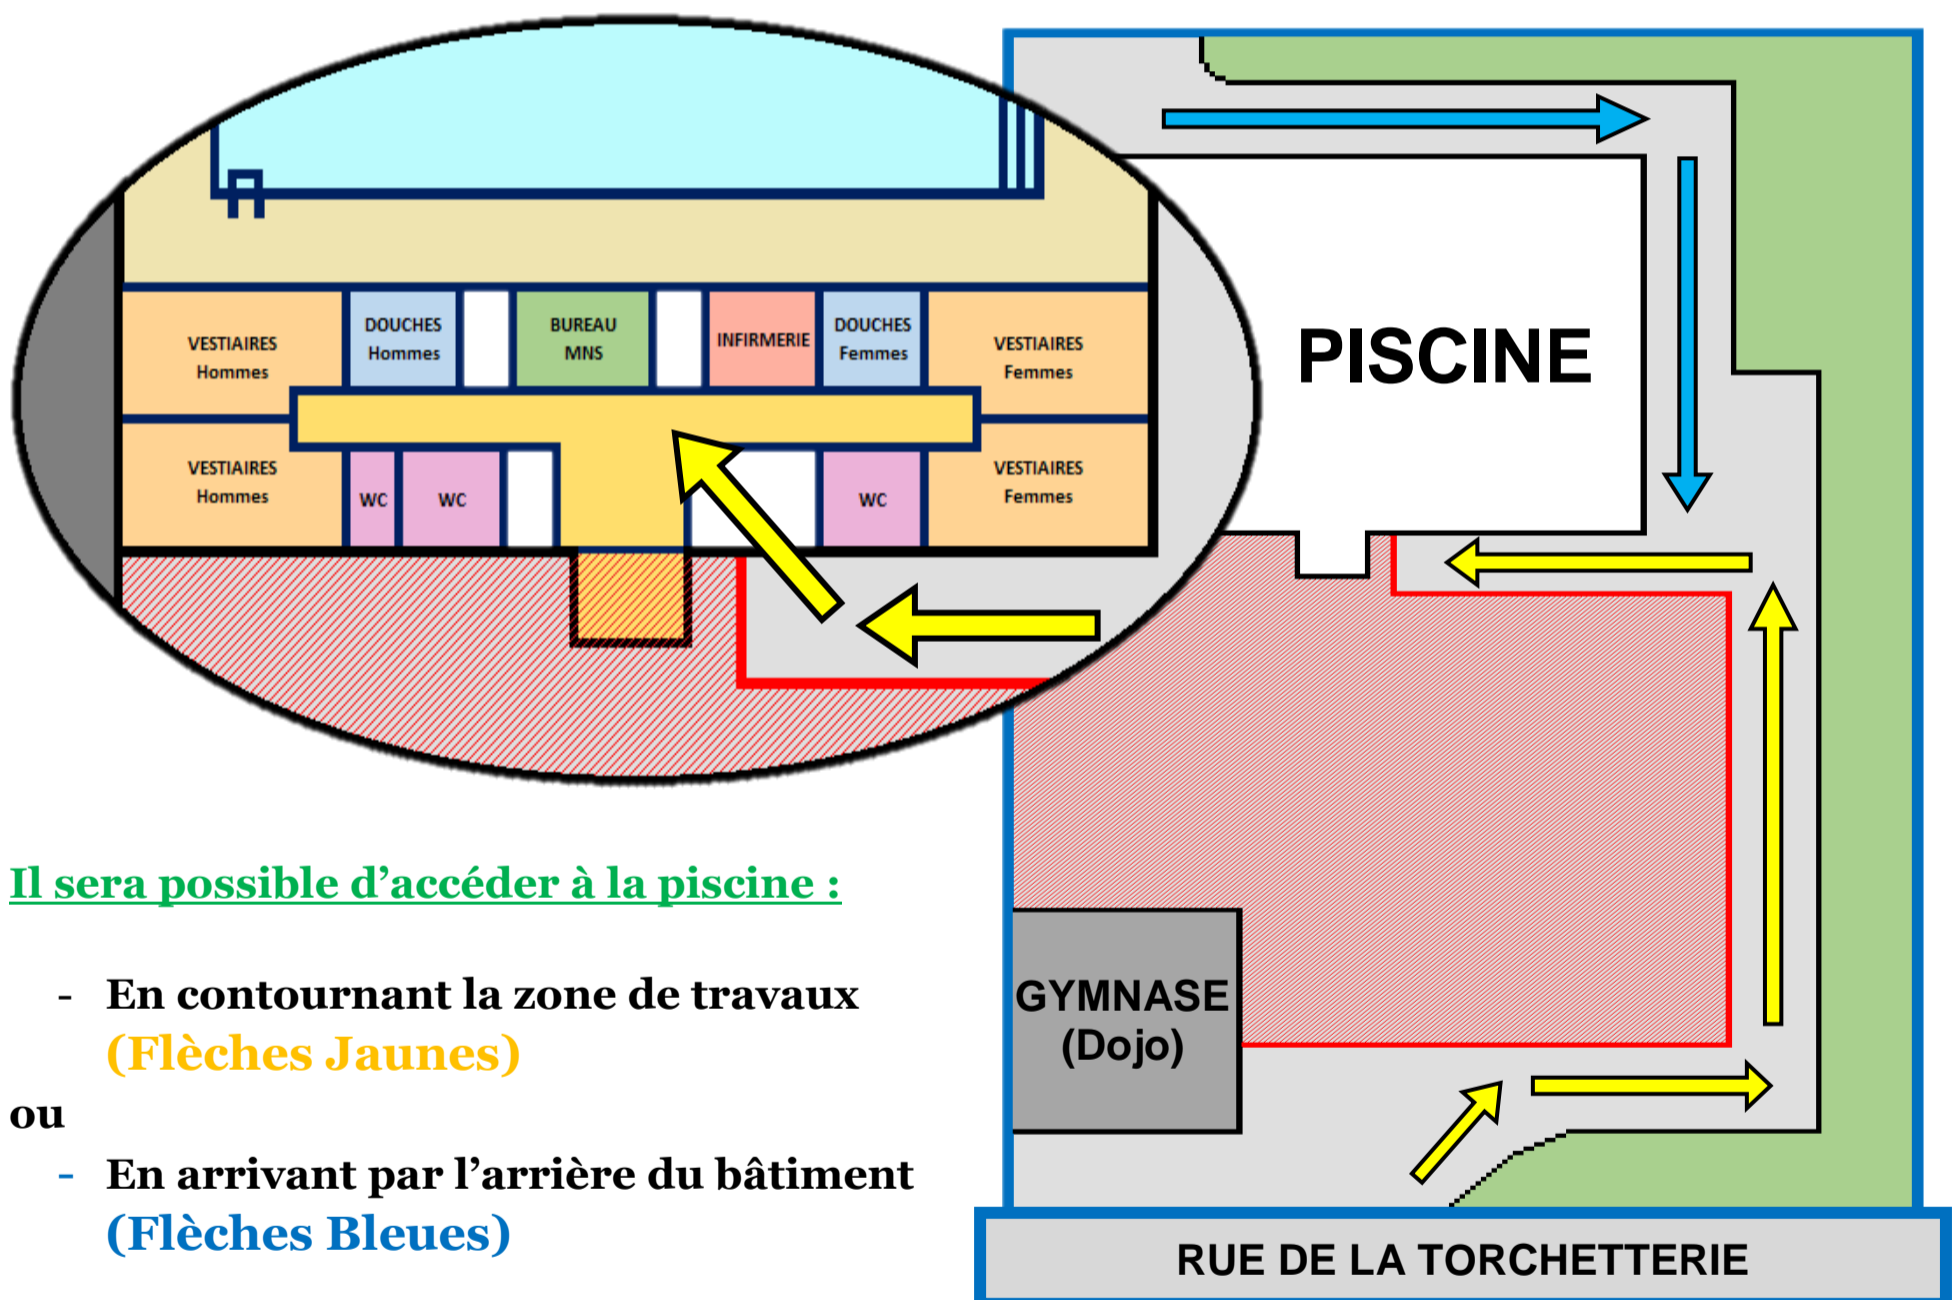 VESTIAIRES
Hommes
DOUCHES
Hommes
BUREAU
MNS
INFIRMERIE
DOUCHES
Femmes
VESTIAIRES
Femmes
VESTIAIRES
Hommes
WC
WC
WC
VESTIAIRES
Femmes
PISCINE
Il sera possible d’accéder à la piscine :
- En contournant la zone de travaux
(Flèches Jaunes)
ou
- En arrivant par l’arrière du bâtiment
(Flèches Bleues)
GYMNASE
(Dojo)
RUE DE LA TORCHETTERIE